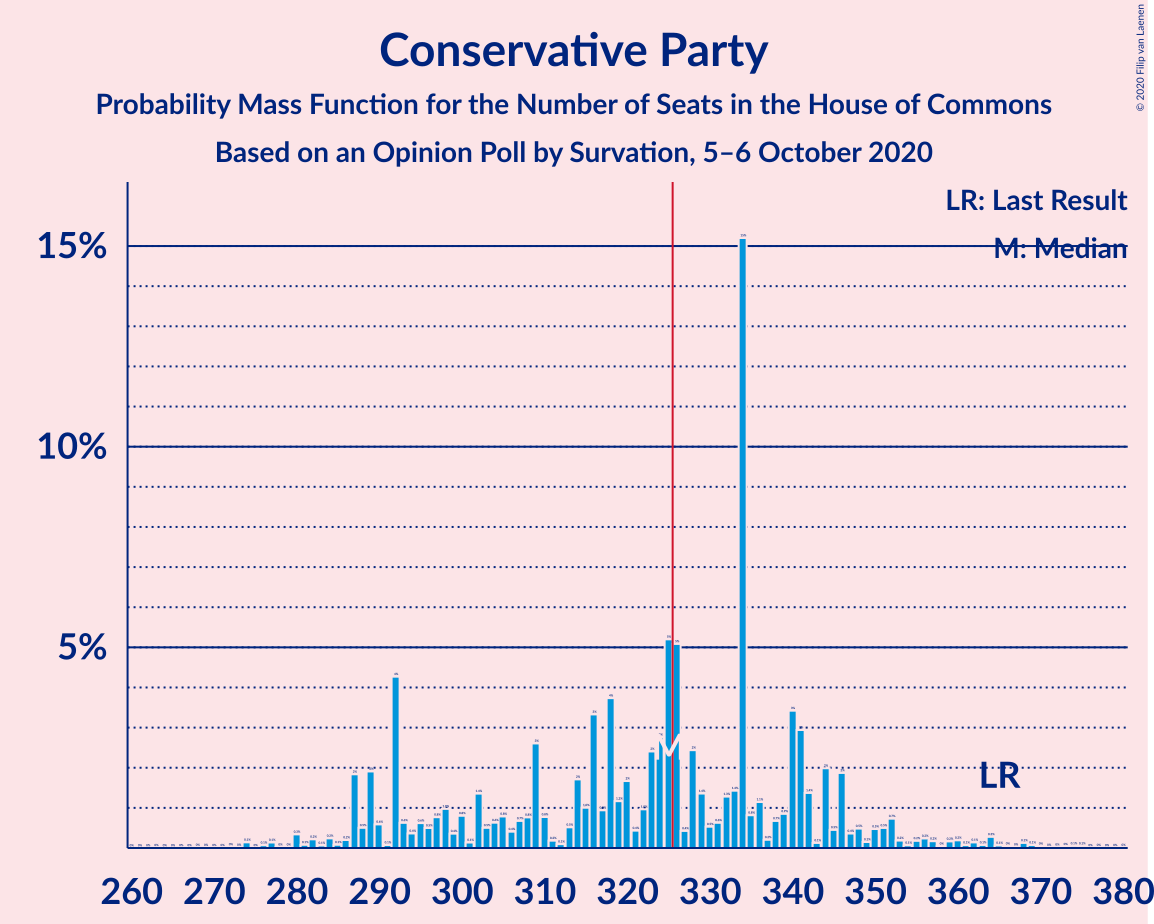 © 2020 Filip van Laenen
Conservative Party
Probability Mass Function for the Number of Seats in the House of Commons
Based on an Opinion Poll by Survation, 5–6 October 2020
LR: Last Result
M: Median
15%
10%
5%
M
LR
260 270 280 290 300 310 320 330 340 350 360 370 380